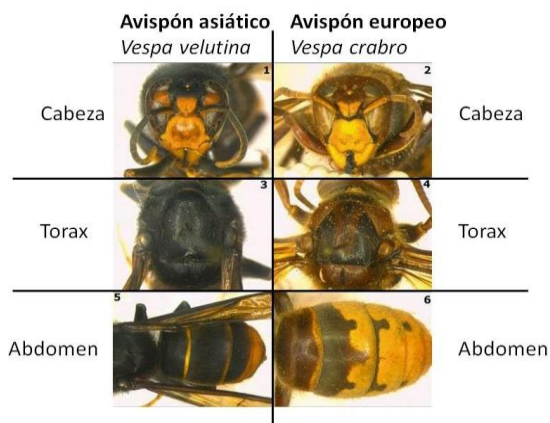 Avispón asiático
Vespa velutina
Avispón europeo
Vespa crabro
1
2
Cabeza
Cabeza
3
4
Torax
Torax
5
6
Abdomen
Abdomen